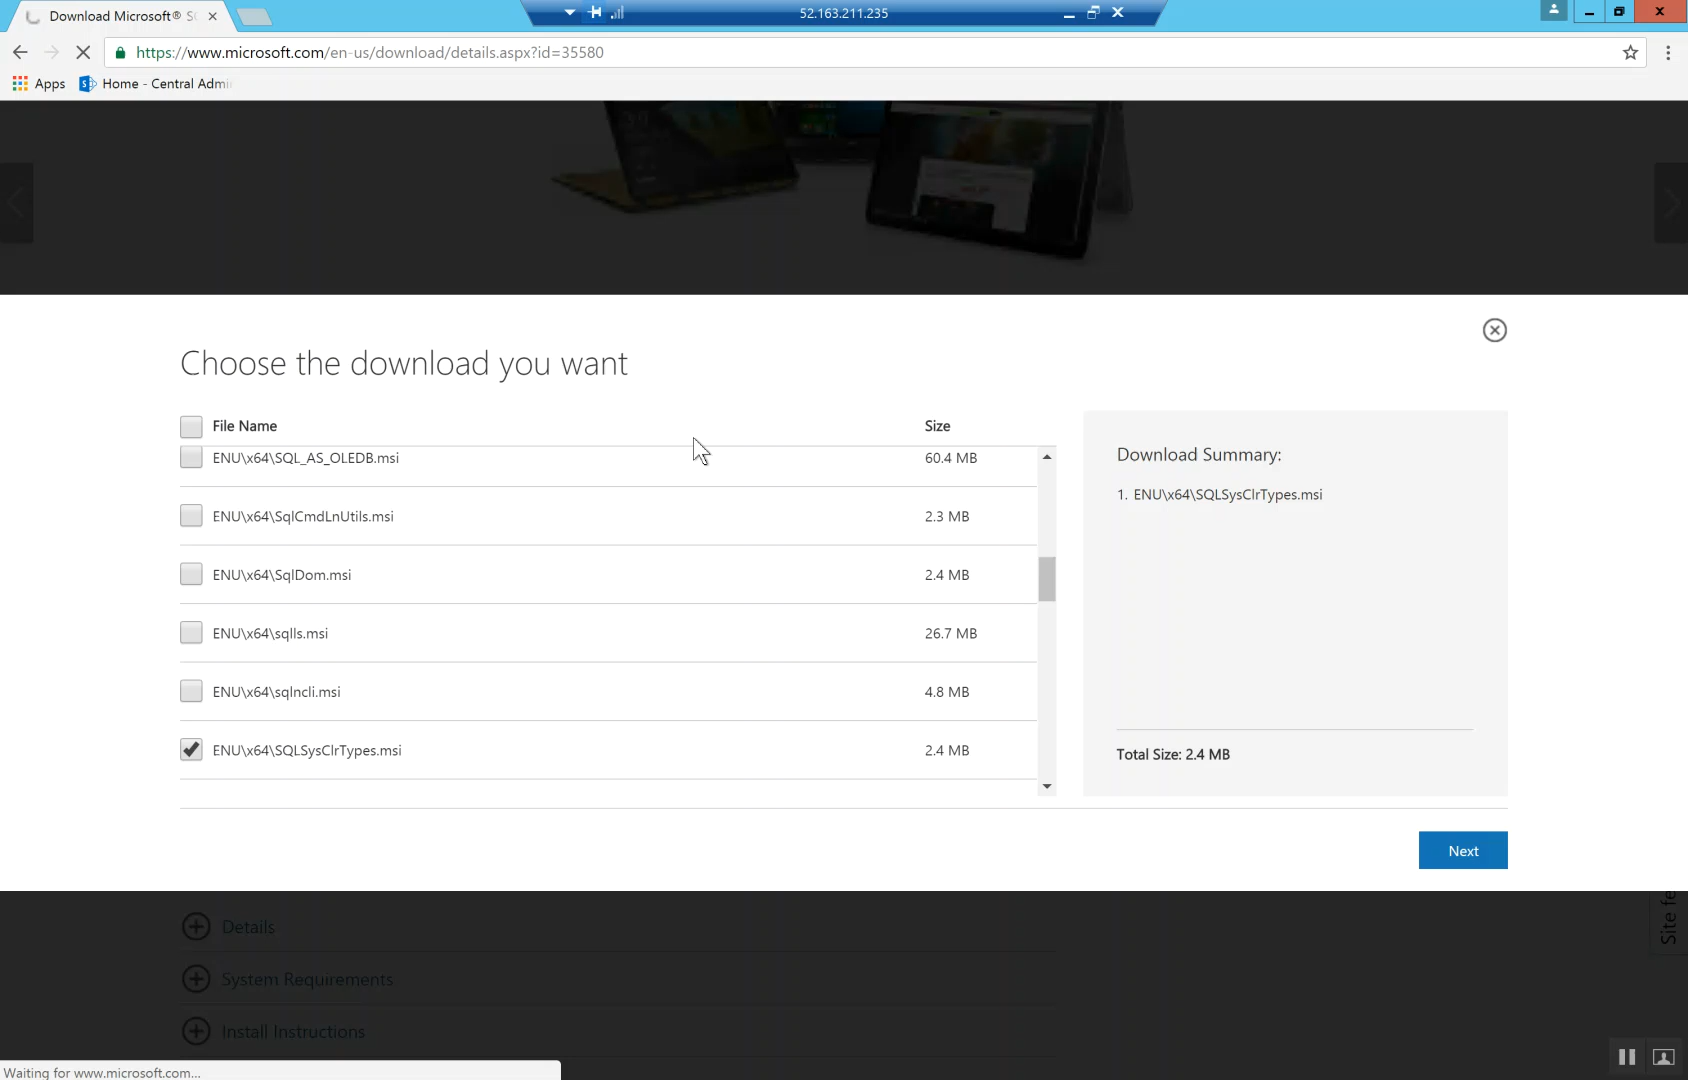 Download Microsoft® S
52.163.211.235
https://www.microsoft.com/en-us/download/details.aspx?id=35580
Apps
Home - Central Admi
Choose the download you want
File Name
Size
ENU\x64\SQL_AS_OLEDB.msi
60.4 MB
ENU\x64\SqlCmdLnUtils.msi
2.3 MB
ENU\x64\SqlDom.msi
2.4 MB
ENU\x64\sqlls.msi
26.7 MB
ENU\x64\sqlncli.msi
4.8 MB
ENU\x64\SQLSysClrTypes.msi
2.4 MB
Download Summary:
1. ENU\x64\SQLSysClrTypes.msi
Total Size: 2.4 MB
Next
Details
System Requirements
Install Instructions
Site fe
Waiting for www.microsoft.com...